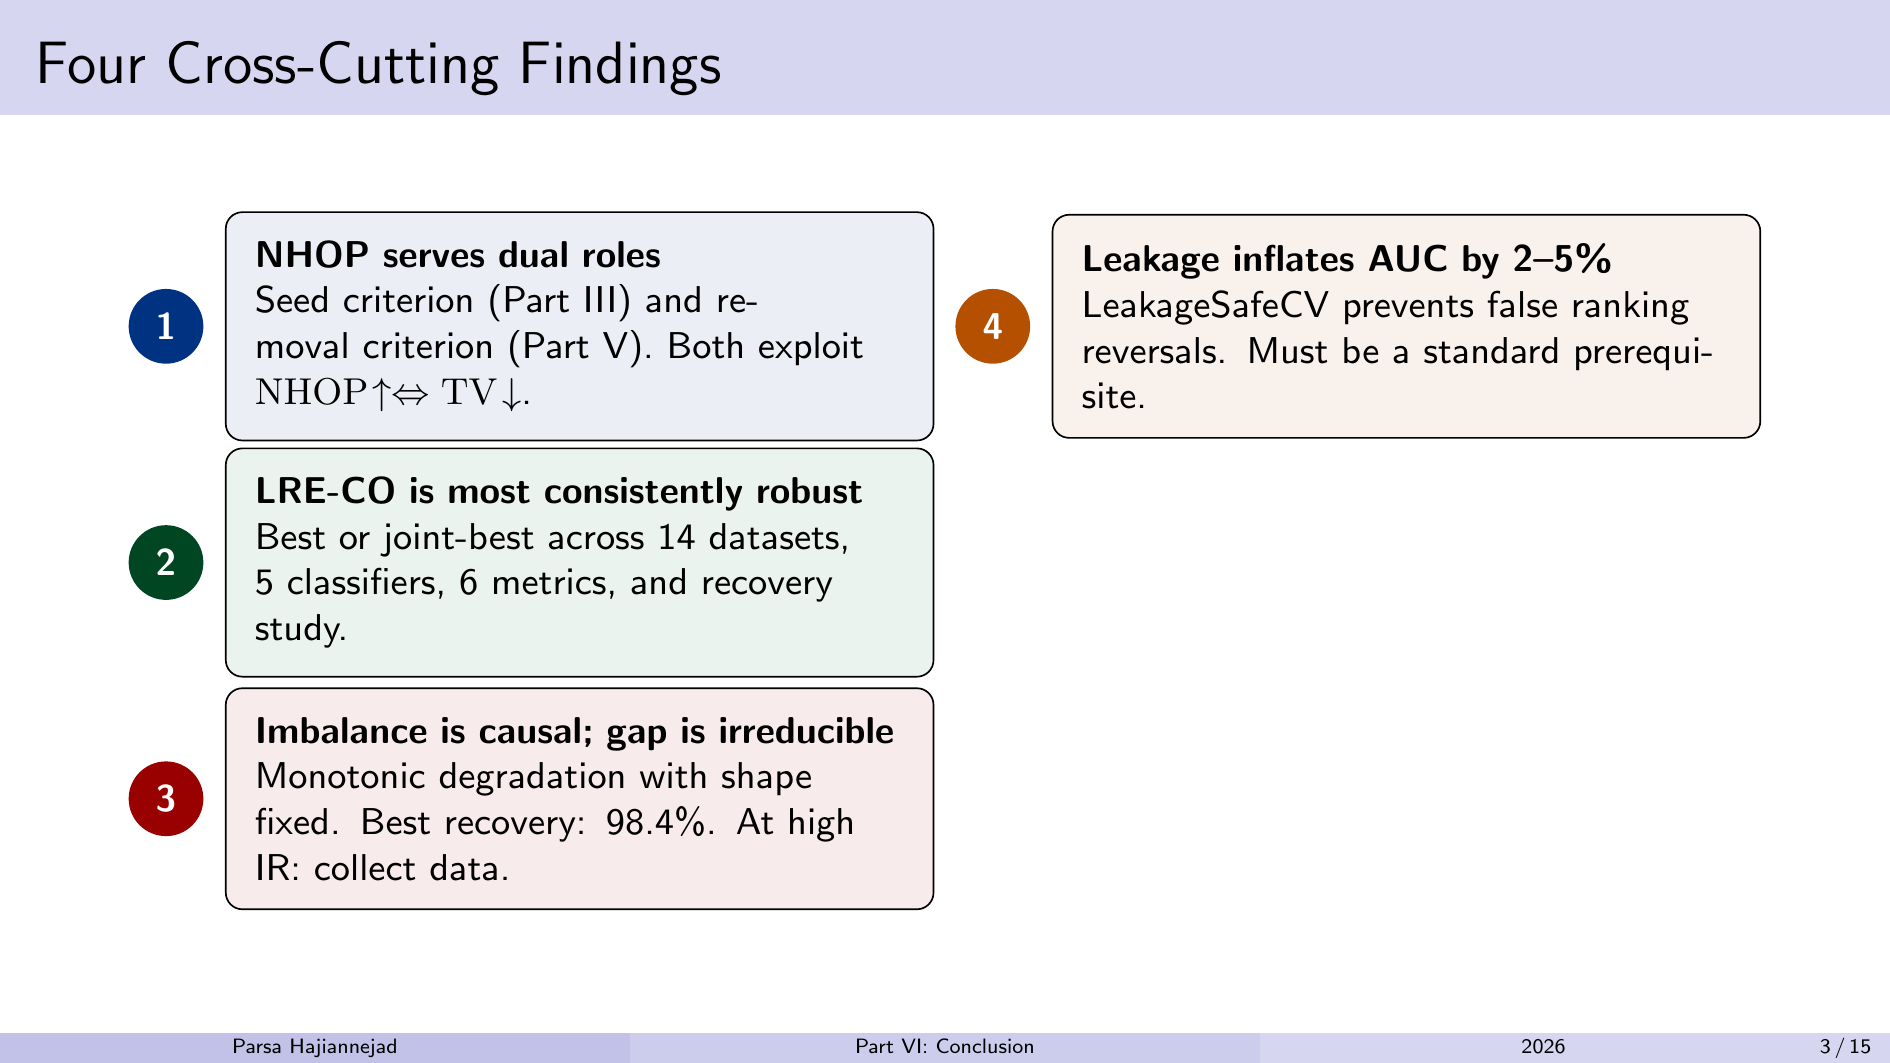 Four Cross-Cutting Findings
1
NHOP serves dual roles
Seed criterion (Part III) and re-
moval criterion (Part V). Both exploit
NHOP↑⇔ TV↓.
2
LRE-CO is most consistently robust
Best or joint-best across 14 datasets,
5 classifiers, 6 metrics, and recovery
study.
3
Imbalance is causal; gap is irreducible
Monotonic degradation with shape
fixed. Best recovery: 98.4%. At high
IR: collect data.
4
Leakage inflates AUC by 2–5%
LeakageSafeCV prevents false ranking
reversals. Must be a standard prerequi-
site.
Parsa Hajiannejad
Part VI: Conclusion
2026
3 / 15